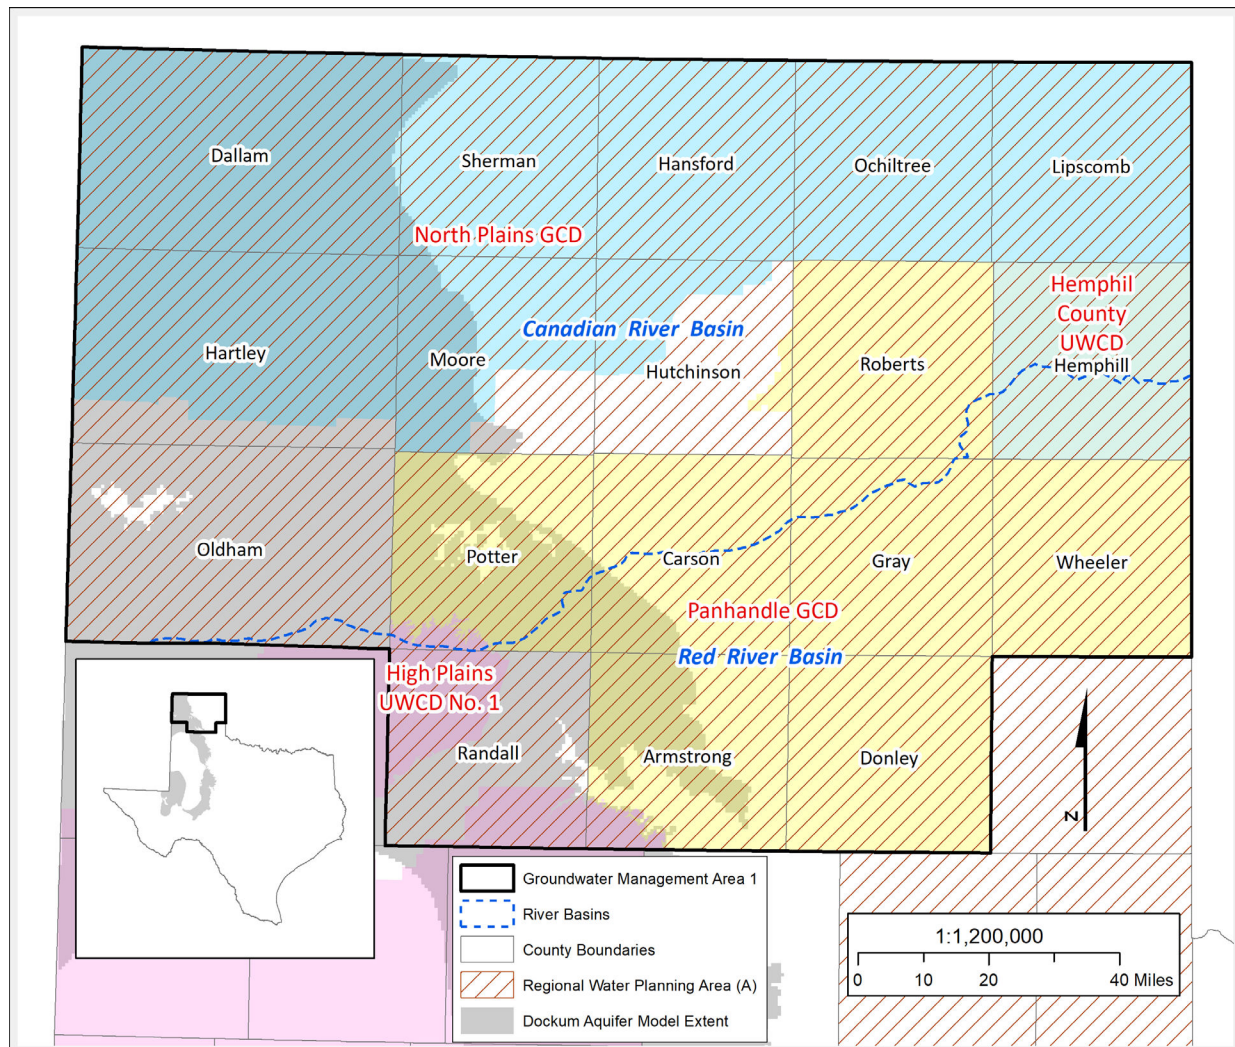 Dallam
Sherman
Hansford
Ochiltree
Lipscomb
North Plains GCD
Hemphil
County
UWCD
Canadian River Basin
Hartley
Moore
Hutchinson
Roberts
Hemphill
Oldham
Potter
Carson
Gray
Wheeler
Panhandle GCD
Red River Basin
High Plains
UWCD No. 1
Randall
Armstrong
Donley
N
Groundwater Management Area 1
River Basins
County Boundaries
Regional Water Planning Area (A)
Dockum Aquifer Model Extent
1:1,200,000
0 10 20 40 Miles